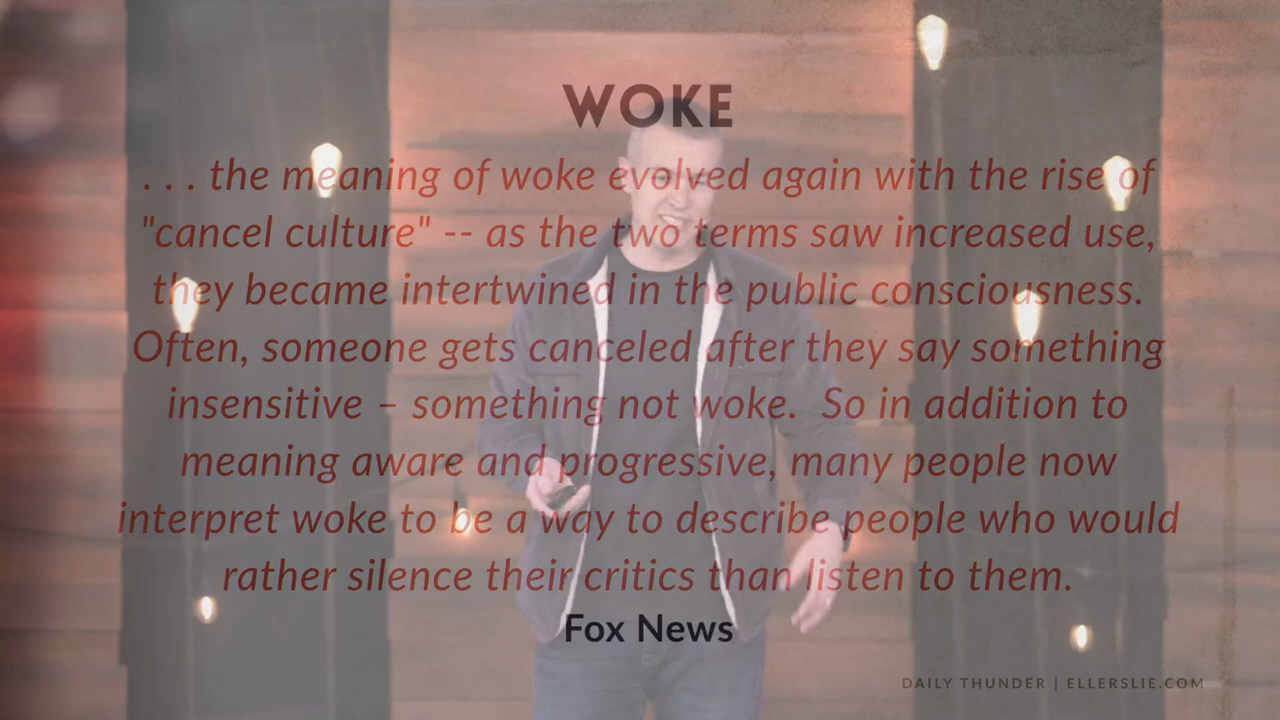 WOKE
. . . the meaning of woke evolved again with the rise of
"cancel culture" -- as the two terms saw increased use,
they became intertwined in the public consciousness.
Often, someone gets canceled after they say something
insensitive – something not woke.  So in addition to
meaning aware and progressive, many people now
interpret woke to be a way to describe people who would
rather silence their critics than listen to them.
Fox News
DAILY THUNDER | ELLERSLIE.COM